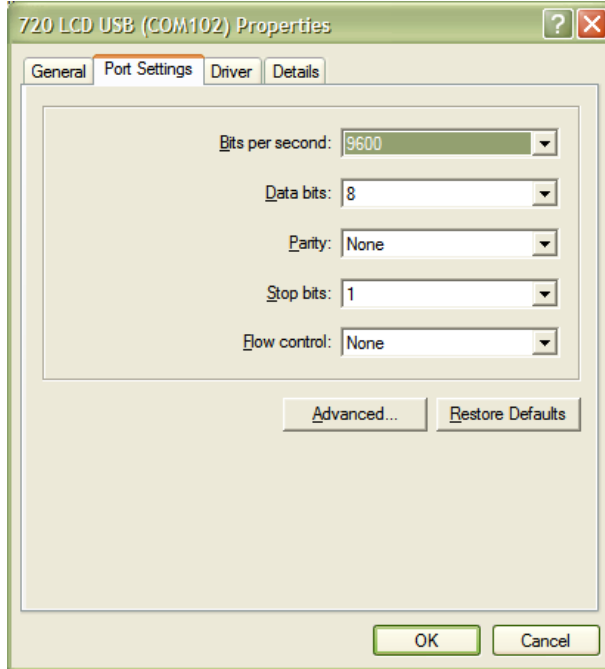 720 LCD USB (COM102) Properties
General Port Settings Driver Details
Bits per second: 9600
Data bits: 8
Parity: None
Stop bits: 1
Flow control: None
Advanced... Restore Defaults
OK Cancel